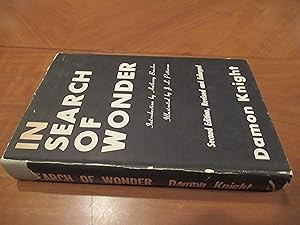 IN
SEARCH
OF
WONDER
Introduction by Anthony Boucher
Illustrated by J. L. Patterson
Second Edition, Revised and Enlarged
Damon Knight
EARCH OF WONDER Damon Knight